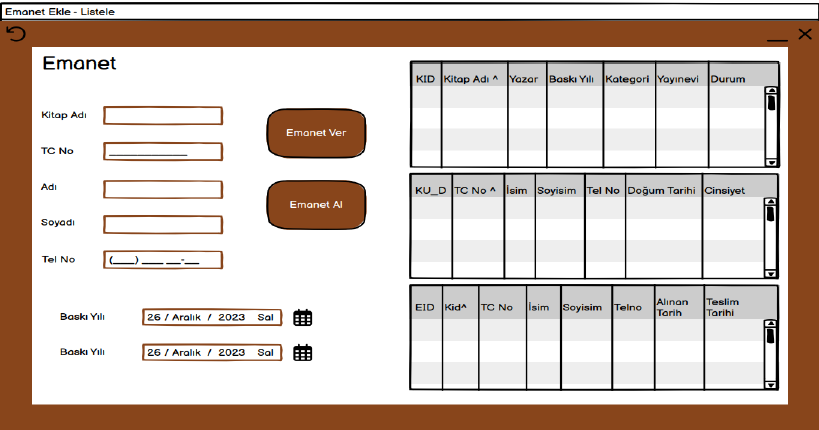 Emanet Ekle - Listele
Emanet
Kitap Adı
TC No
Adı
Soyadı
Tel No (___) ___ __-__
Emanet Ver
Emanet Al
Baskı Yılı 26 / Aralık / 2023 Sal
Baskı Yılı 26 / Aralık / 2023 Sal
KID Kitap Adı ^ Yazar Baskı Yılı Kategori Yayınevi Durum
KU_D TC No ^ İsim Soyisim Tel No Doğum Tarihi Cinsiyet
EID Kid^ TC No İsim Soyisim Telno Alınan Tarih Teslim Tarihi